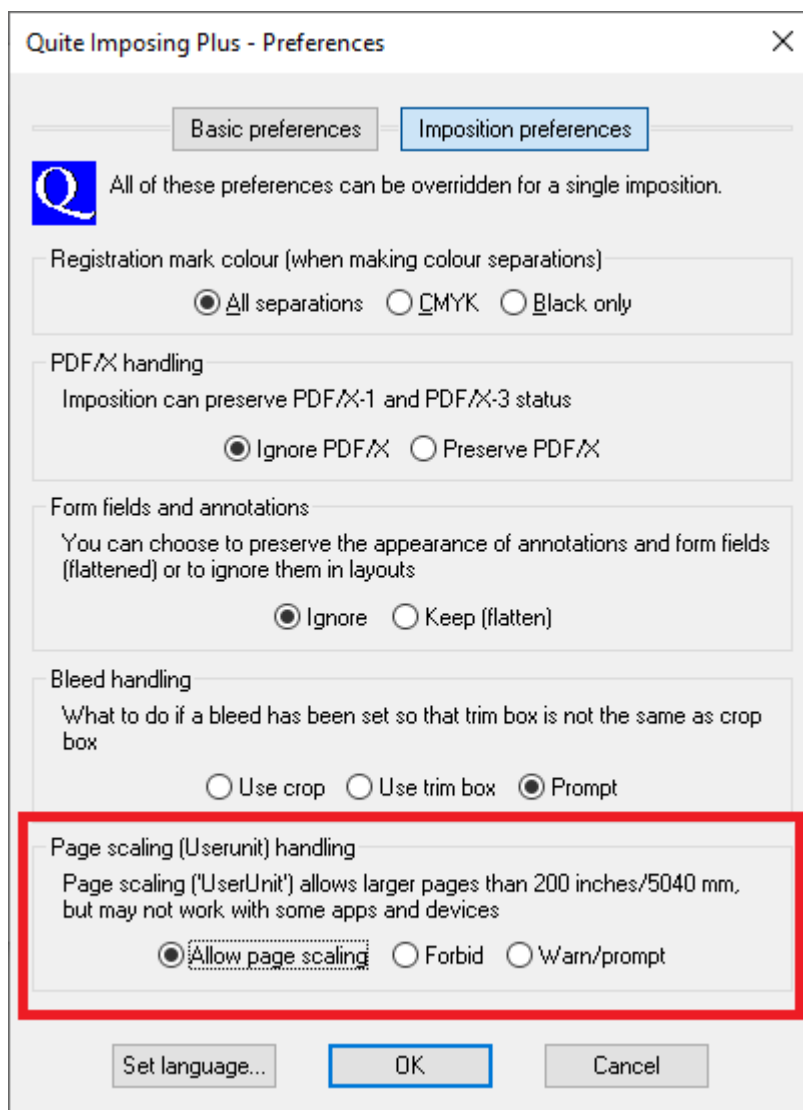 Quite Imposing Plus - Preferences
Basic preferences
Imposition preferences
Q
All of these preferences can be overridden for a single imposition.
Registration mark colour (when making colour separations)
All separations
CMYK
Black only
PDF/X handling
Imposition can preserve PDF/X-1 and PDF/X-3 status
Ignore PDF/X
Preserve PDF/X
Form fields and annotations
You can choose to preserve the appearance of annotations and form fields
(flattened) or to ignore them in layouts
Ignore
Keep (flatten)
Bleed handling
What to do if a bleed has been set so that trim box is not the same as crop
box
Use crop
Use trim box
Prompt
Page scaling (Userunit) handling
Page scaling ('UserUnit') allows larger pages than 200 inches/5040 mm,
but may not work with some apps and devices
Allow page scaling
Forbid
Warn/prompt
Set language...
OK
Cancel